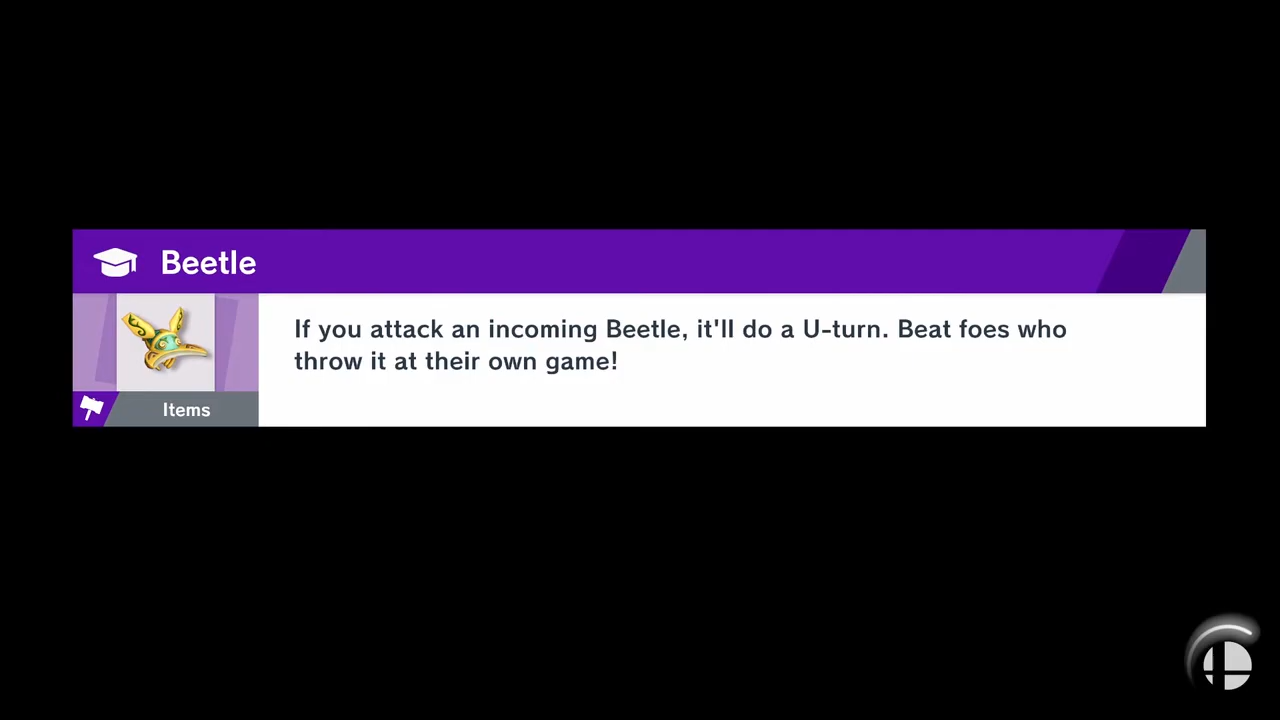 Beetle
If you attack an incoming Beetle, it'll do a U-turn. Beat foes who
throw it at their own game!
Items